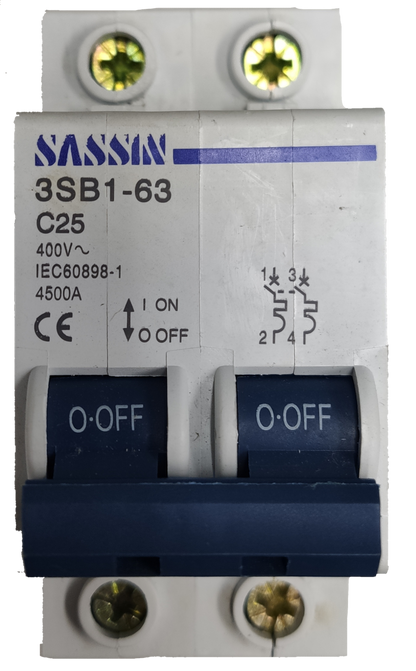 SASSIN
3SB1-63
C25
400V~
IEC60898-1
4500A
CE
I ON
O OFF
1 3
2 4
O·OFF O·OFF